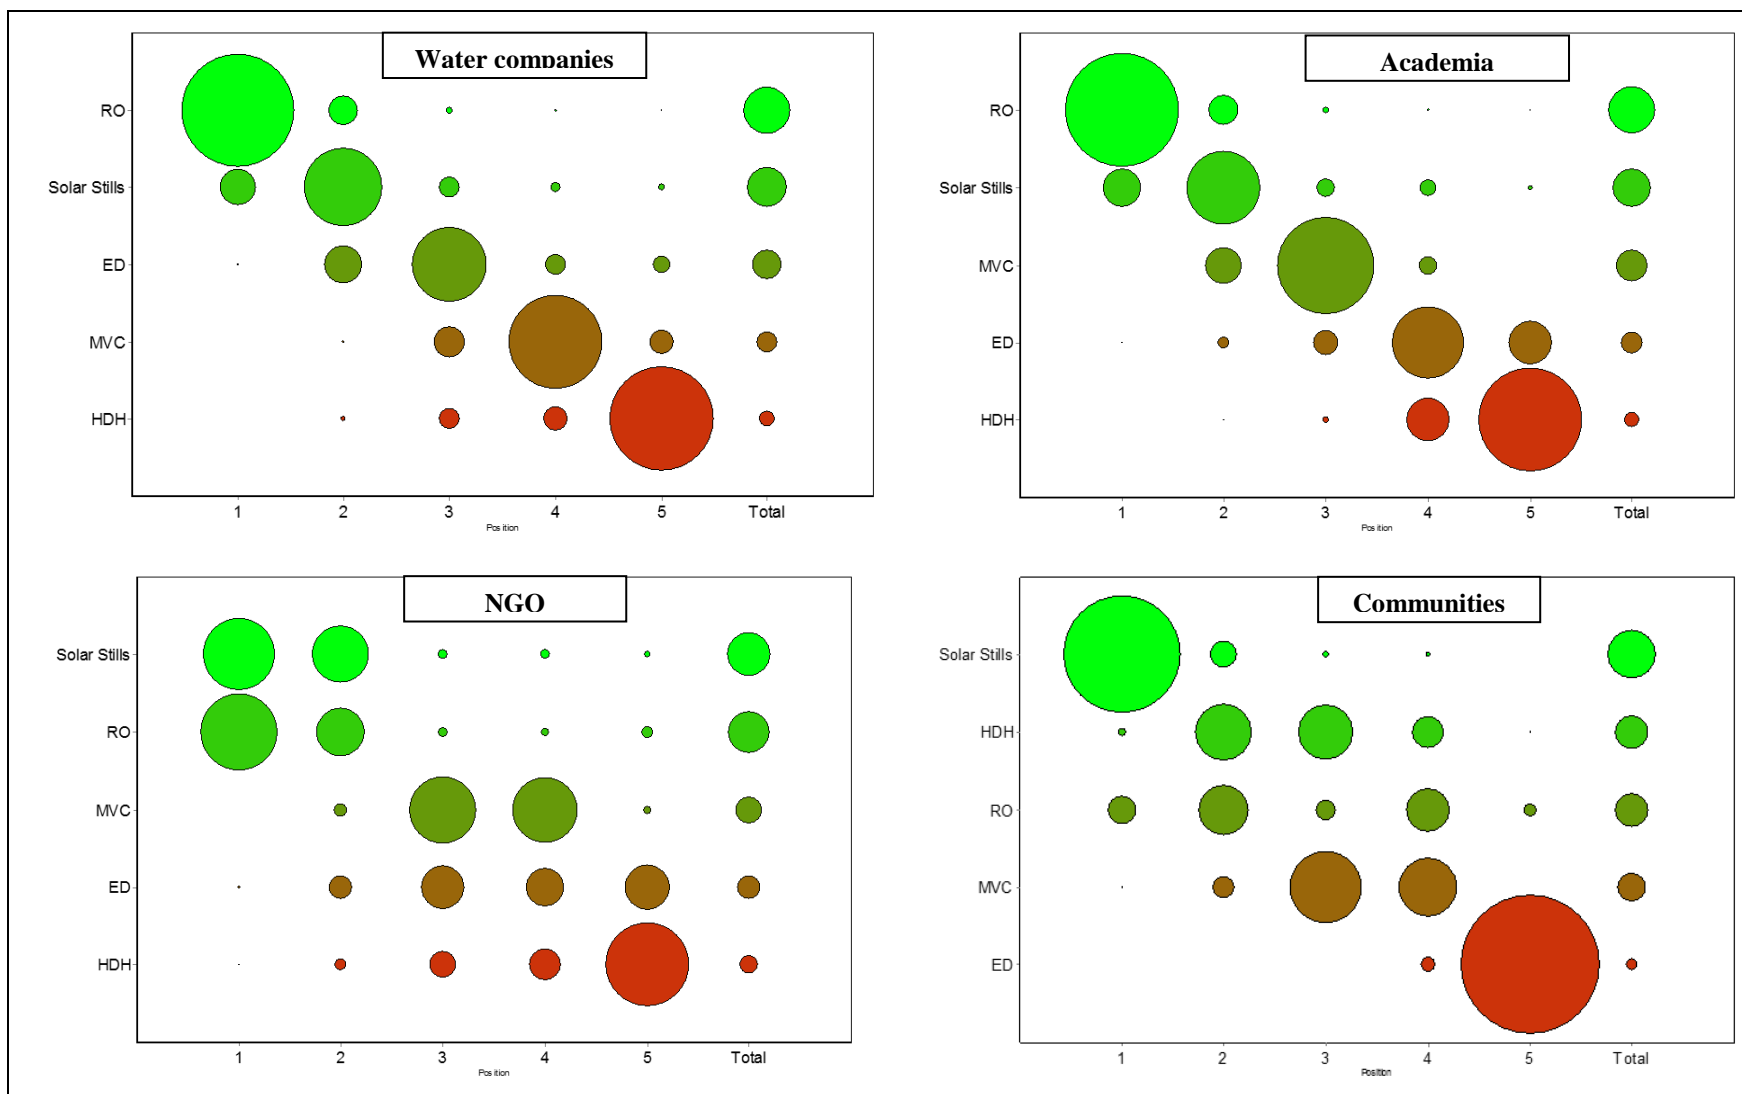 Water companies
RO
Solar Stills
ED
MVC
HDH
1 2 3 4 5 Total
Position
Academia
RO
Solar Stills
MVC
ED
HDH
1 2 3 4 5 Total
Position
NGO
Solar Stills
RO
MVC
ED
HDH
1 2 3 4 5 Total
Position
Communities
Solar Stills
HDH
RO
MVC
ED
1 2 3 4 5 Total
Position